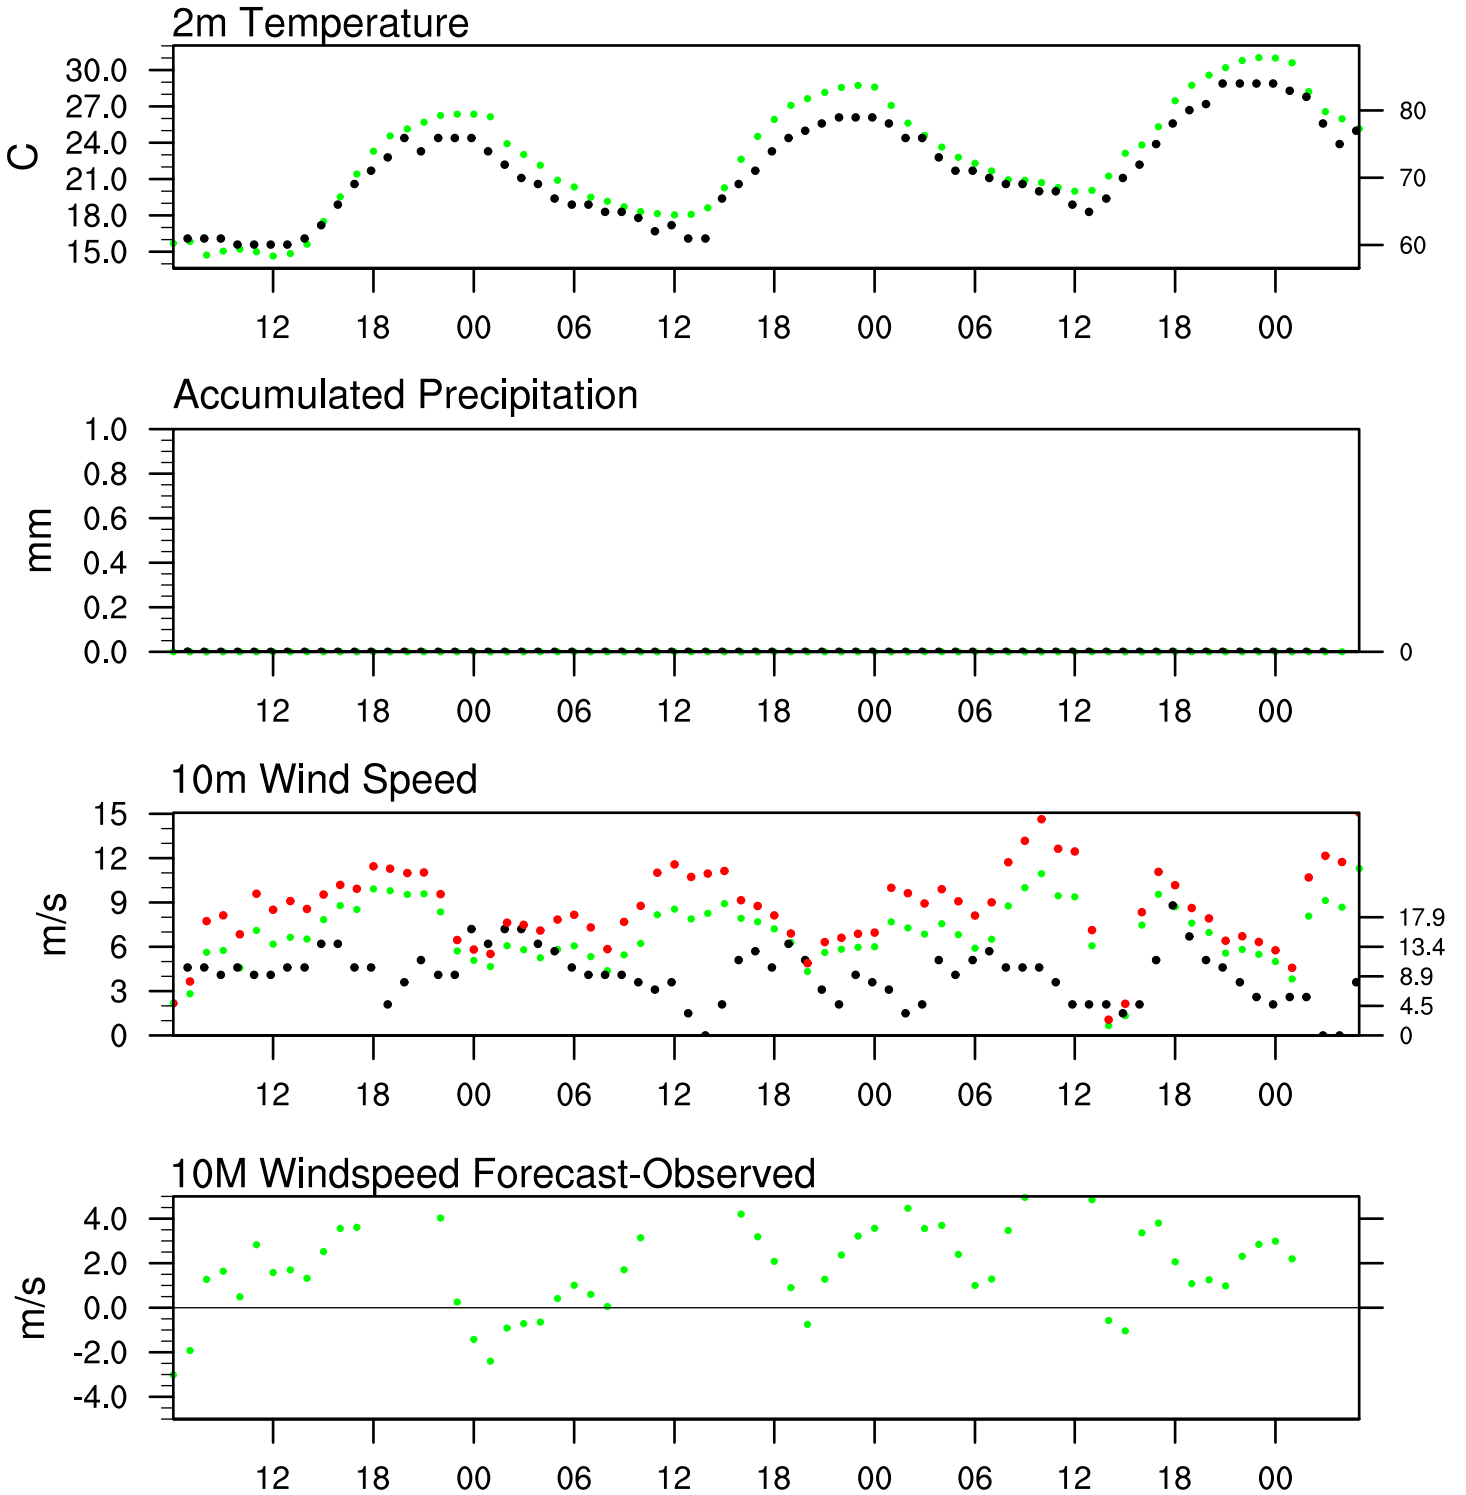 2m Temperature
30.0
27.0
24.0
21.0
18.0
15.0
C
80
70
60
12 18 00 06 12 18 00 06 12 18 00
Accumulated Precipitation
1.0
0.8
0.6
0.4
0.2
0.0
mm
0
12 18 00 06 12 18 00 06 12 18 00
10m Wind Speed
15
12
9
6
3
0
m/s
17.9
13.4
8.9
4.5
0
12 18 00 06 12 18 00 06 12 18 00
10M Windspeed Forecast-Observed
4.0
2.0
0.0
-2.0
-4.0
m/s
12 18 00 06 12 18 00 06 12 18 00